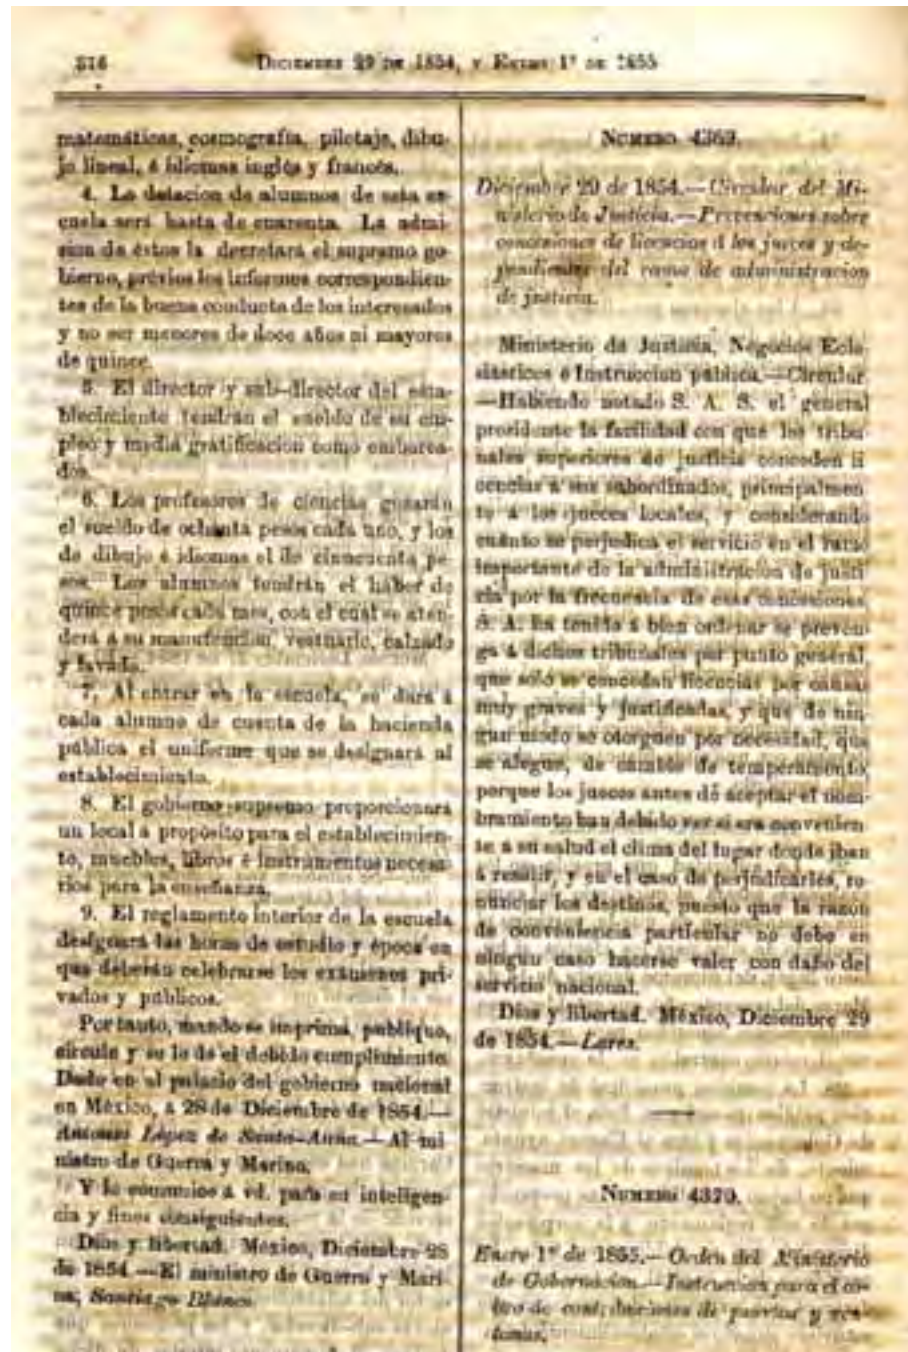 316
DICIEMBRE 29 DE 1854, Y ENERO 1º DE 1855
matemáticas, cosmografía, pilotaje, dibu-
jo lineal, é idiomas inglés y francés.
4. La dotacion de alumnos de esta es-
cuela será hasta de cuarenta. La admi-
sion de éstos la decretará el supremo go-
bierno, prévios los informes correspondien-
tes de la buena conducta de los interesados
y no ser menores de doce años ni mayores
de quince.
5. El director y sub-director del esta-
blecimiento tendrán el sueldo de su em-
pleo y media gratificacion como embarca-
dos.
6. Los profesores de ciencias gozarán
el sueldo de ochenta pesos cada uno, y los
de dibujo é idiomas el de cincuenta pe-
sos. Los alumnos tendrán el haber de
quince pesos cada mes, con el cual se aten-
derá á su manutencion, vestuario, calzado
y lavado.
7. Al entrar en la escuela, se dará á
cada alumno de cuenta de la hacienda
pública el uniforme que se designará al
establecimiento.
8. El gobierno supremo proporcionará
un local á propósito para el establecimien-
to, muebles, libros é instrumentos necesa-
rios para la enseñanza.
9. El reglamento interior de la escuela
designará las horas de estudio y época en
que deberán celebrarse los exámenes pri-
vados y públicos.
Por tanto, mando se imprima, publique,
circule y se le dé el debido cumplimiento.
Dado en el palacio del gobierno nacional
en México, á 28 de Diciembre de 1854.—
Antonio López de Santa-Anna.—Al mi-
nistro de Guerra y Marina.
Y lo comunico á vd. para su inteligen-
cia y fines consiguientes.
Dios y libertad. México, Diciembre 28
de 1854.—El ministro de Guerra y Mari-
na, Santiago Blanco.
NUMERO 4369.
Diciembre 29 de 1854.—Circular del Mi-
nisterio de Justicia.—Prevenciones sobre
concesiones de licencias á los jueces y de-
pendientes del ramo de administracion
de justicia.
Ministerio de Justicia, Negocios Ecle-
siásticos é Instruccion pública.—Circular.
—Habiendo notado S. A. S. el general
presidente la facilidad con que los tribu-
nales superiores de justicia conceden li-
cencias á sus subordinados, principalmen-
te á los jueces locales, y considerando
cuánto se perjudica el servicio en el ramo
importante de la administracion de justi-
cia por la frecuencia de esas concesiones,
S. A. ha tenido á bien ordenar se preven-
ga á dichos tribunales por punto general,
que solo se concedan licencias por causas
muy graves y justificadas, y que de nin-
gun modo se otorguen por necesidad, que
se alegue, de cambio de temperamento,
porque los jueces antes de aceptar el nom-
bramiento han debido ver si era convenien-
te á su salud el clima del lugar donde iban
á residir, y en el caso de perjudicarles, re-
nunciar los destinos, puesto que la razon
de conveniencia particular no debe en
ningun caso hacerse valer con daño del
servicio nacional.
Dios y libertad. México, Diciembre 29
de 1854.—Lares.
NUMERO 4370.
Enero 1º de 1855.—Orden del Ministerio
de Gobernacion.—Instruccion para el co-
bro de contribuciones de puertas y ven-
tanas.